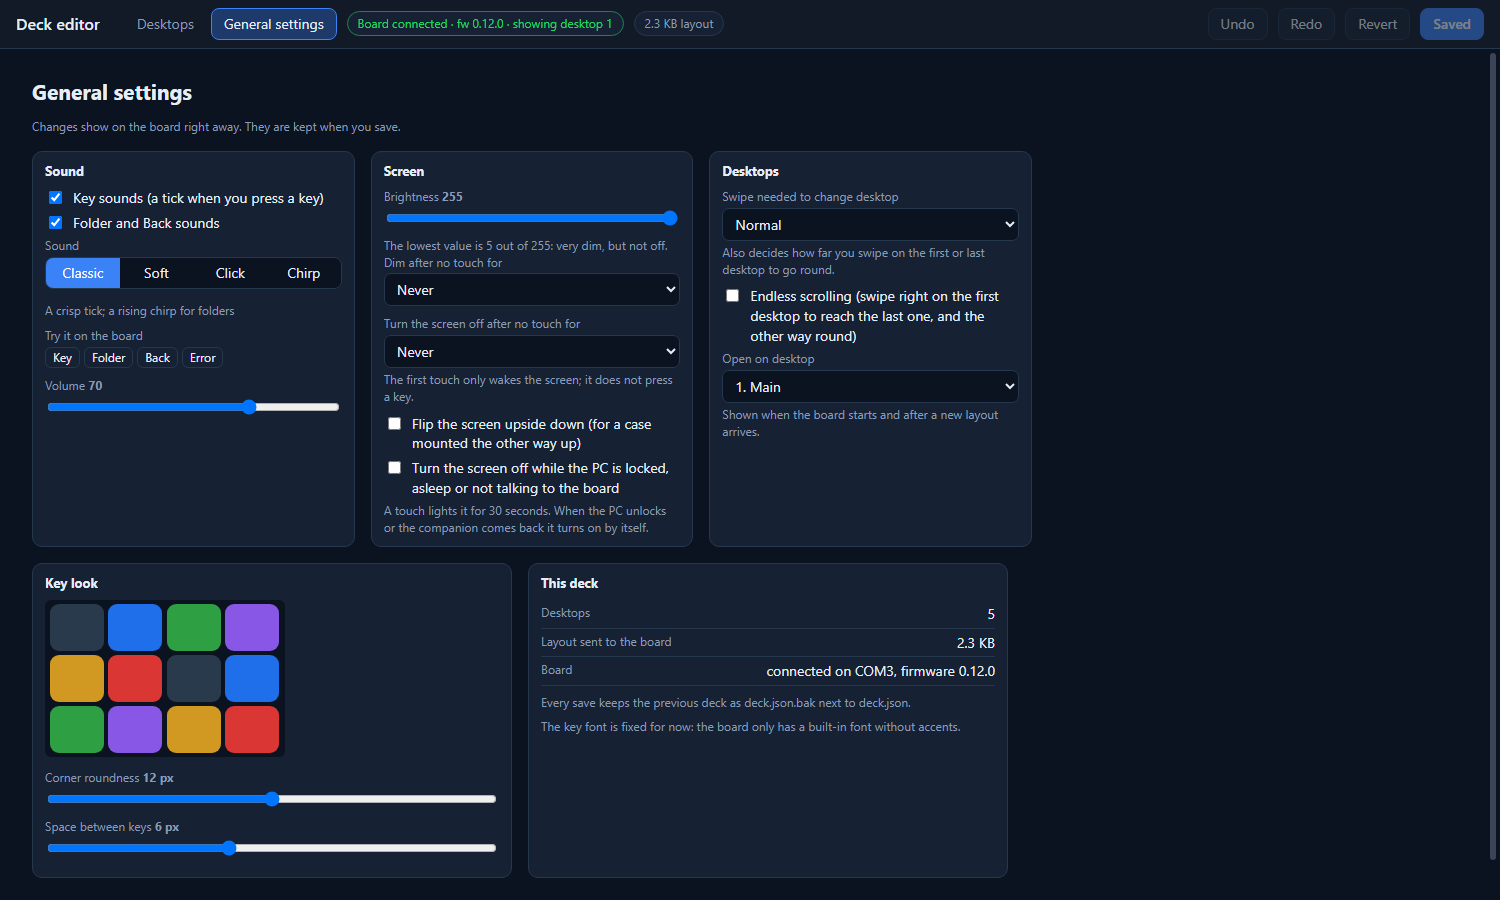 Deck editor
Desktops
General settings
Board connected · fw 0.12.0 · showing desktop 1
2.3 KB layout
Undo
Redo
Revert
Saved
General settings
Changes show on the board right away. They are kept when you save.
Sound
Key sounds (a tick when you press a key)
Folder and Back sounds
Sound
Classic
Soft
Click
Chirp
A crisp tick; a rising chirp for folders
Try it on the board
Key
Folder
Back
Error
Volume 70
Screen
Brightness 255
The lowest value is 5 out of 255: very dim, but not off.
Dim after no touch for
Never
Turn the screen off after no touch for
Never
The first touch only wakes the screen; it does not press
a key.
Flip the screen upside down (for a case
mounted the other way up)
Turn the screen off while the PC is locked,
asleep or not talking to the board
A touch lights it for 30 seconds. When the PC unlocks
or the companion comes back it turns on by itself.
Desktops
Swipe needed to change desktop
Normal
Also decides how far you swipe on the first or last
desktop to go round.
Endless scrolling (swipe right on the first
desktop to reach the last one, and the
other way round)
Open on desktop
1. Main
Shown when the board starts and after a new layout
arrives.
Key look
Corner roundness 12 px
Space between keys 6 px
This deck
Desktops 5
Layout sent to the board 2.3 KB
Board connected on COM3, firmware 0.12.0
Every save keeps the previous deck as deck.json.bak next to deck.json.
The key font is fixed for now: the board only has a built-in font without accents.